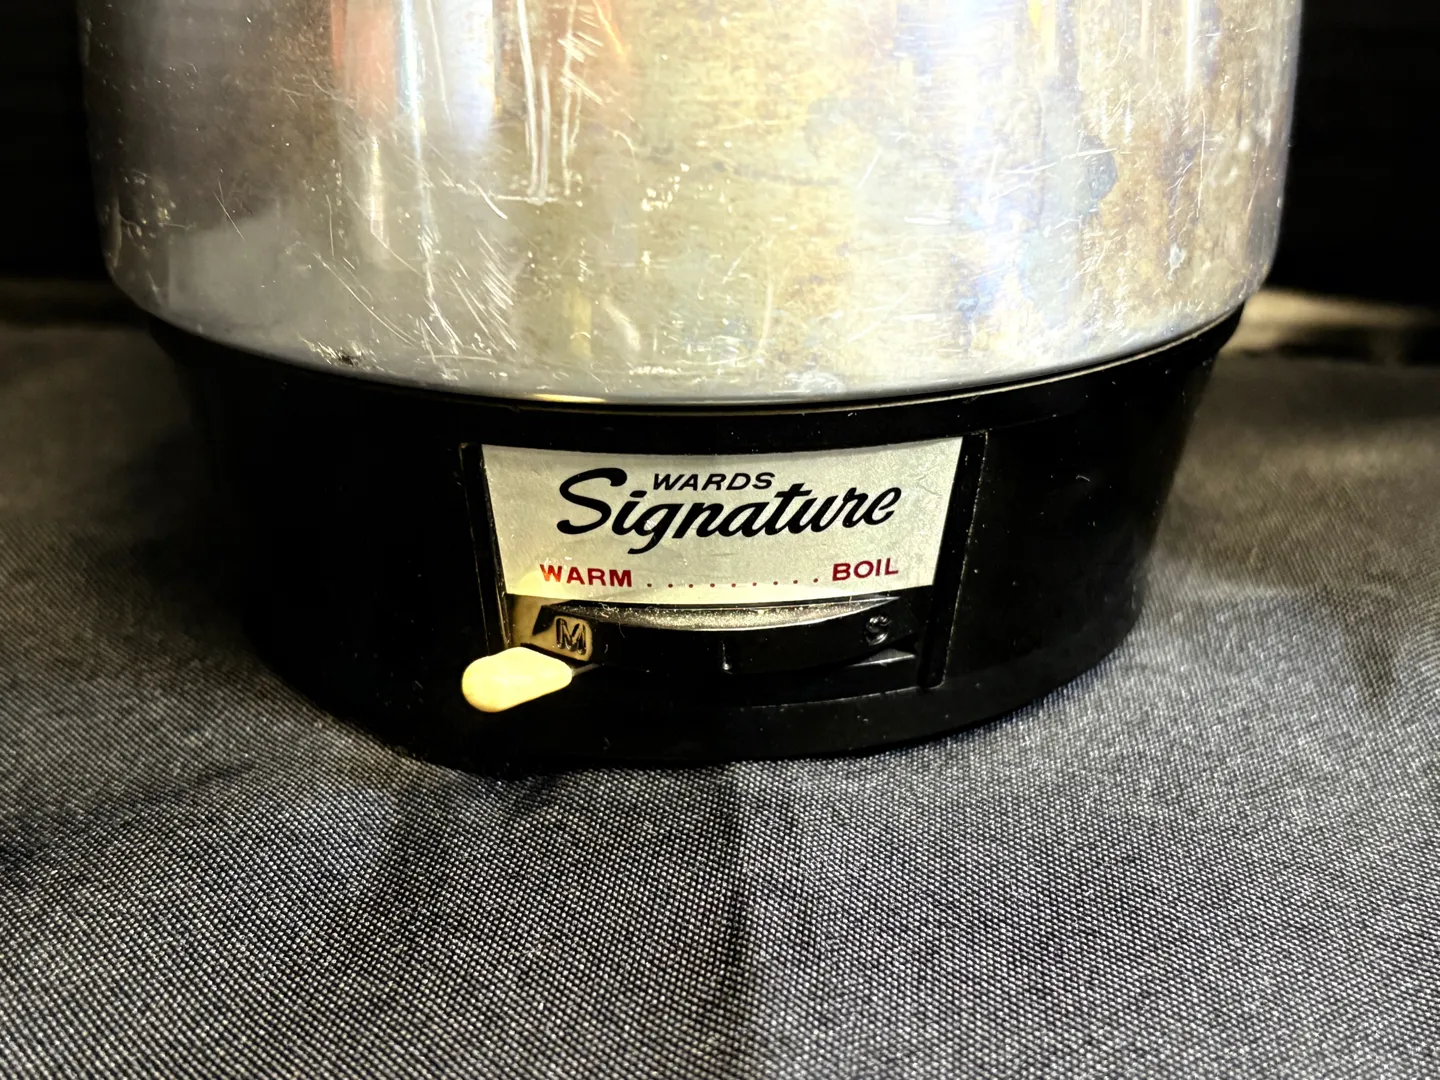 WARDS
Signature
WARM . . . . . . . . . BOIL
M S